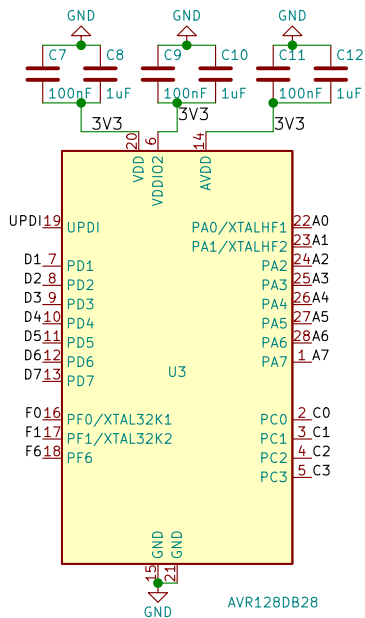 GND GND GND
C7 C8 C9 C10 C11 C12
100nF 1uF 100nF 1uF 100nF 1uF
3V3 3V3 3V3
20 6 14
VDD VDDIO2 AVDD
UPDI 19 UPDI PA0/XTALHF1 22 A0
PA1/XTALHF2 23 A1
D1 7 PD1 PA2 24 A2
D2 8 PD2 PA3 25 A3
D3 9 PD3 PA4 26 A4
D4 10 PD4 PA5 27 A5
D5 11 PD5 PA6 28 A6
D6 12 PD6 PA7 1 A7
D7 13 PD7
U3
F0 16 PF0/XTAL32K1 PC0 2 C0
F1 17 PF1/XTAL32K2 PC1 3 C1
F6 18 PF6 PC2 4 C2
PC3 5 C3
GND GND
15 21
GND
AVR128DB28